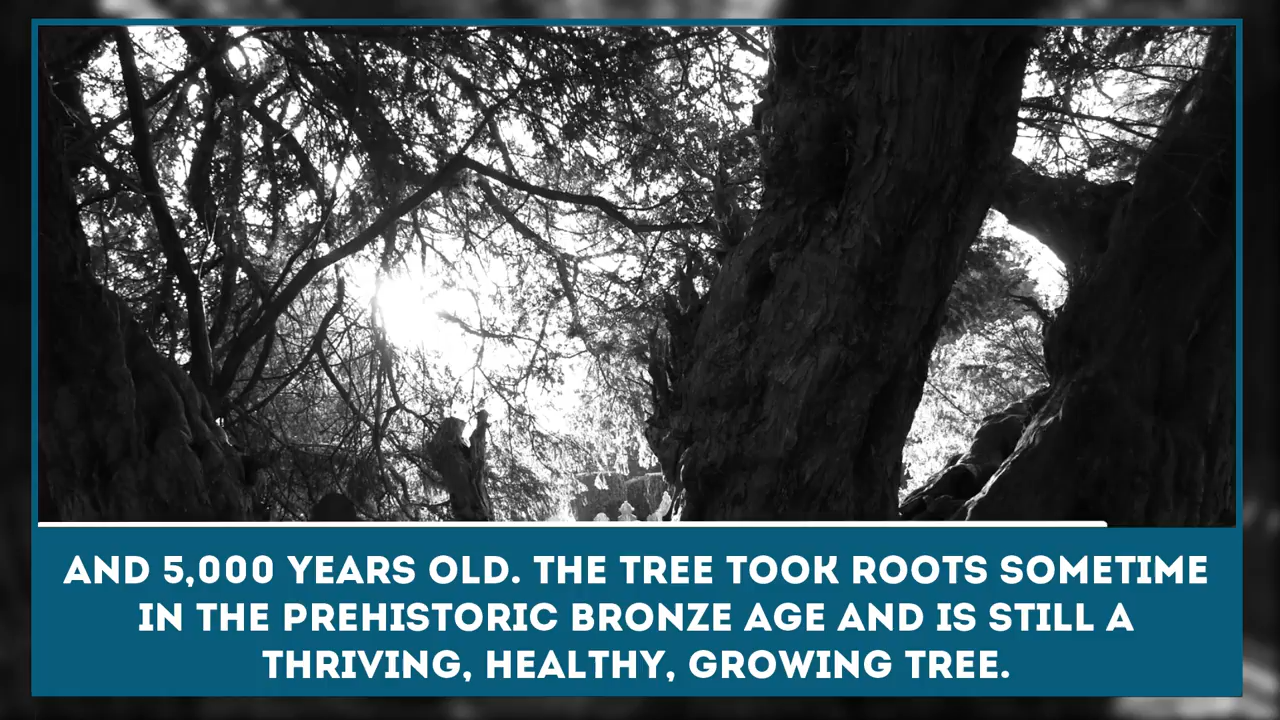 AND 5,000 YEARS OLD. THE TREE TOOK ROOTS SOMETIME
IN THE PREHISTORIC BRONZE AGE AND IS STILL A
THRIVING, HEALTHY, GROWING TREE.